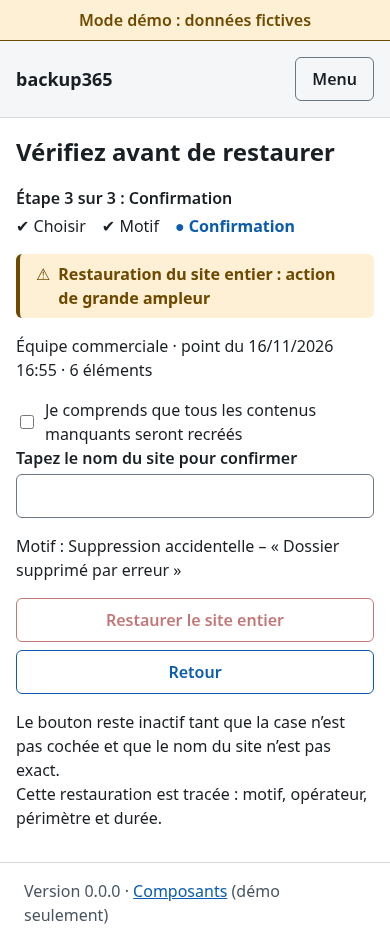 Mode démo : données fictives
backup365
Menu
Vérifiez avant de restaurer
Étape 3 sur 3 : Confirmation
✔ Choisir ✔ Motif ● Confirmation
⚠ Restauration du site entier : action
de grande ampleur
Équipe commerciale · point du 16/11/2026
16:55 · 6 éléments
Je comprends que tous les contenus
manquants seront recréés
Tapez le nom du site pour confirmer
Motif : Suppression accidentelle – « Dossier
supprimé par erreur »
Restaurer le site entier
Retour
Le bouton reste inactif tant que la case n’est
pas cochée et que le nom du site n’est pas
exact.
Cette restauration est tracée : motif, opérateur,
périmètre et durée.
Version 0.0.0 · Composants (démo
seulement)